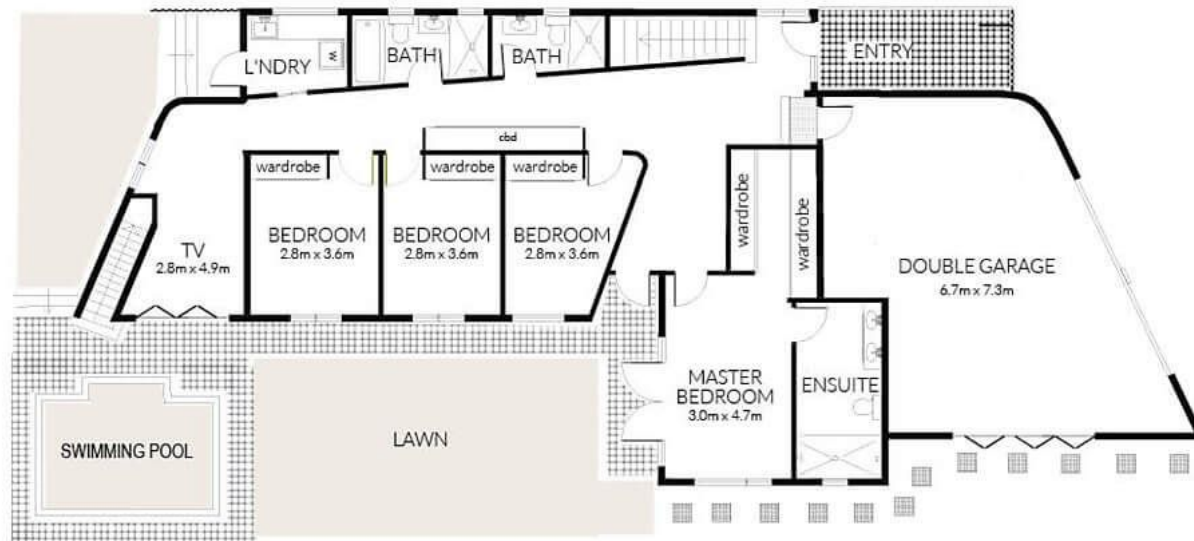 L'NDRY
W
BATH
BATH
ENTRY
cbd
wardrobe
wardrobe
wardrobe
wardrobe
wardrobe
TV
2.8m x 4.9m
BEDROOM
2.8m x 3.6m
BEDROOM
2.8m x 3.6m
BEDROOM
2.8m x 3.6m
DOUBLE GARAGE
6.7m x 7.3m
MASTER
BEDROOM
3.0m x 4.7m
ENSUITE
SWIMMING POOL
LAWN